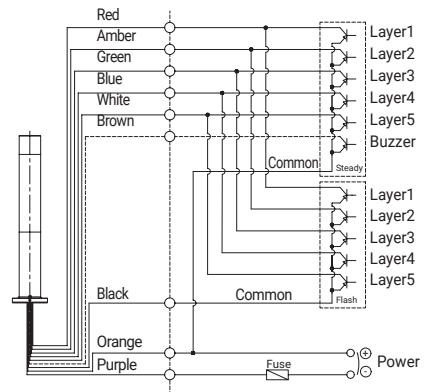 Red
Amber
Green
Blue
White
Brown
Layer1
Layer2
Layer3
Layer4
Layer5
Buzzer
Common
Steady
Layer1
Layer2
Layer3
Layer4
Layer5
Flash
Black
Common
Orange
Purple
Fuse
+
-
Power